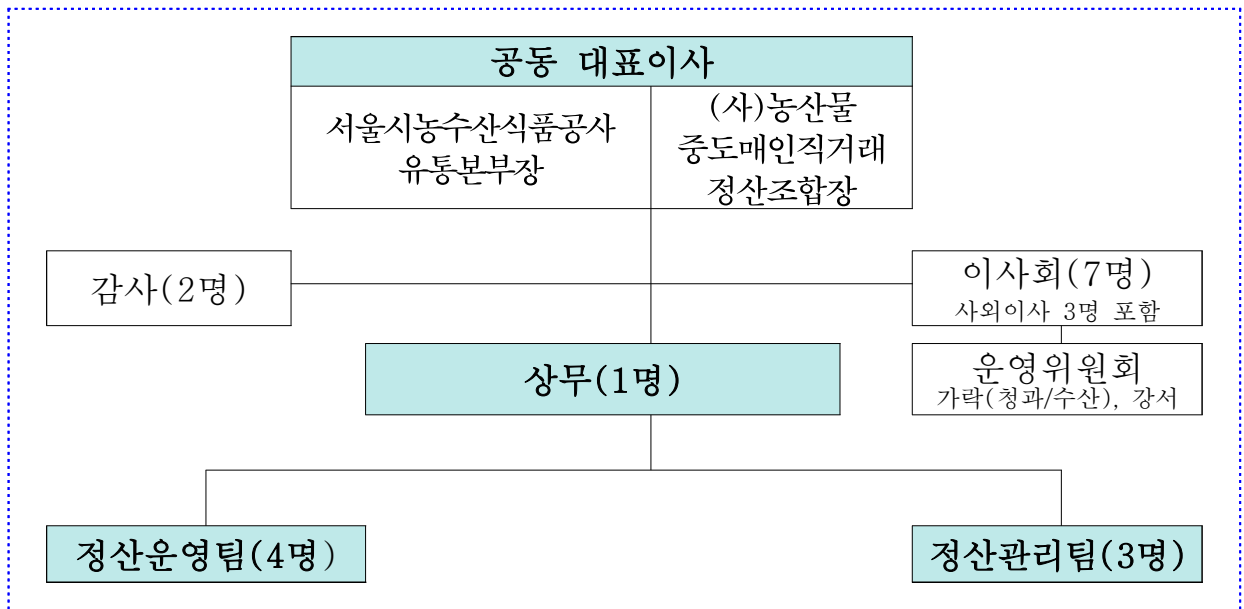 공동 대표이사
서울시농수산식품공사
유통본부장
(사)농산물
중도매인직거래
정산조합장
감사(2명)
이사회(7명)
사외이사 3명 포함
상무(1명)
운영위원회
가락(청과/수산), 강서
정산운영팀(4명)
정산관리팀(3명)